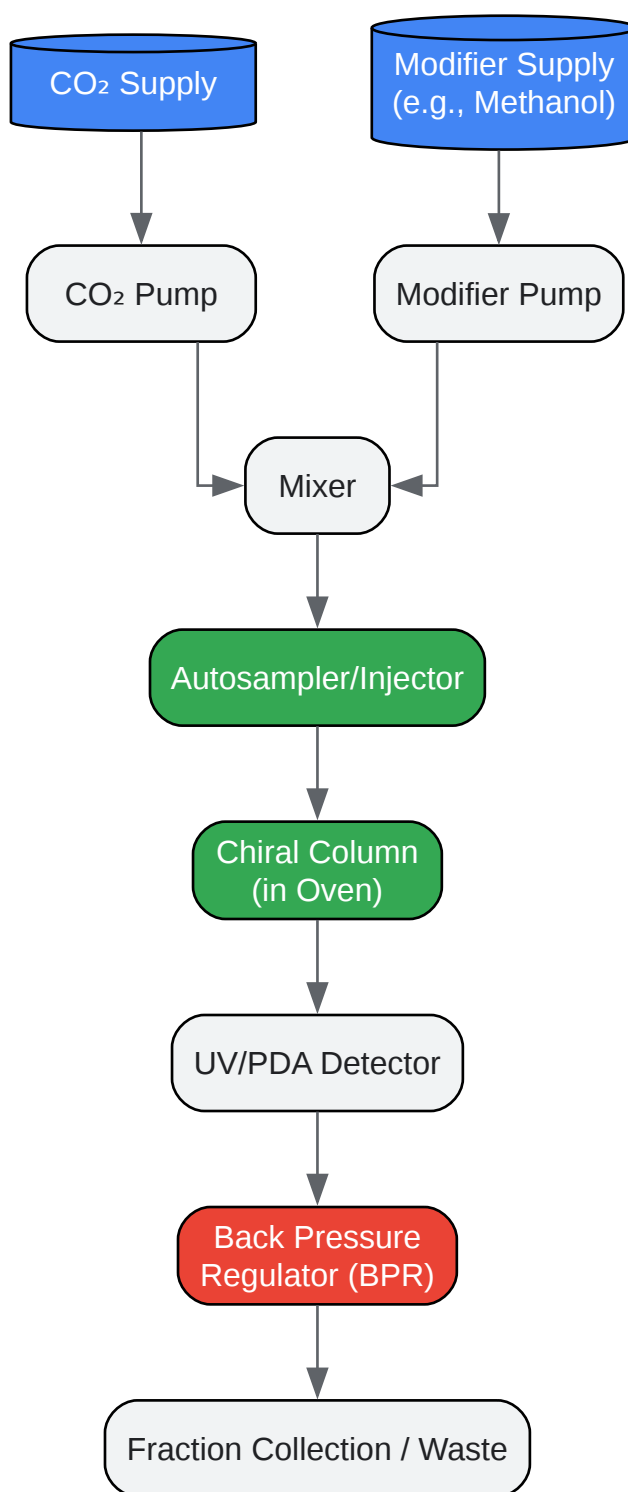 CO₂ Supply
Modifier Supply
(e.g., Methanol)
CO₂ Pump
Modifier Pump
Mixer
Autosampler/Injector
Chiral Column
(in Oven)
UV/PDA Detector
Back Pressure
Regulator (BPR)
Fraction Collection / Waste